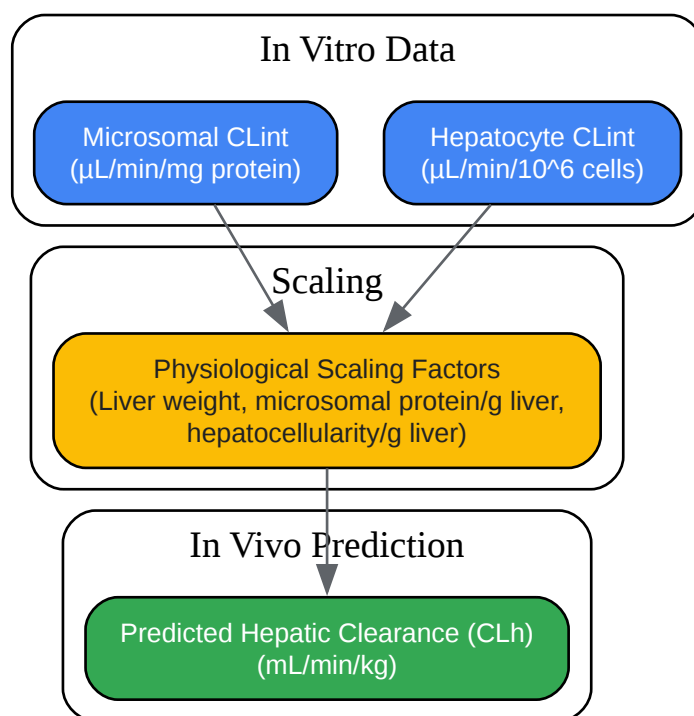 In Vitro Data
Microsomal CLint
(µL/min/mg protein)
Hepatocyte CLint
(µL/min/10^6 cells)
Scaling
Physiological Scaling Factors
(Liver weight, microsomal protein/g liver,
hepatocellularity/g liver)
In Vivo Prediction
Predicted Hepatic Clearance (CLh)
(mL/min/kg)